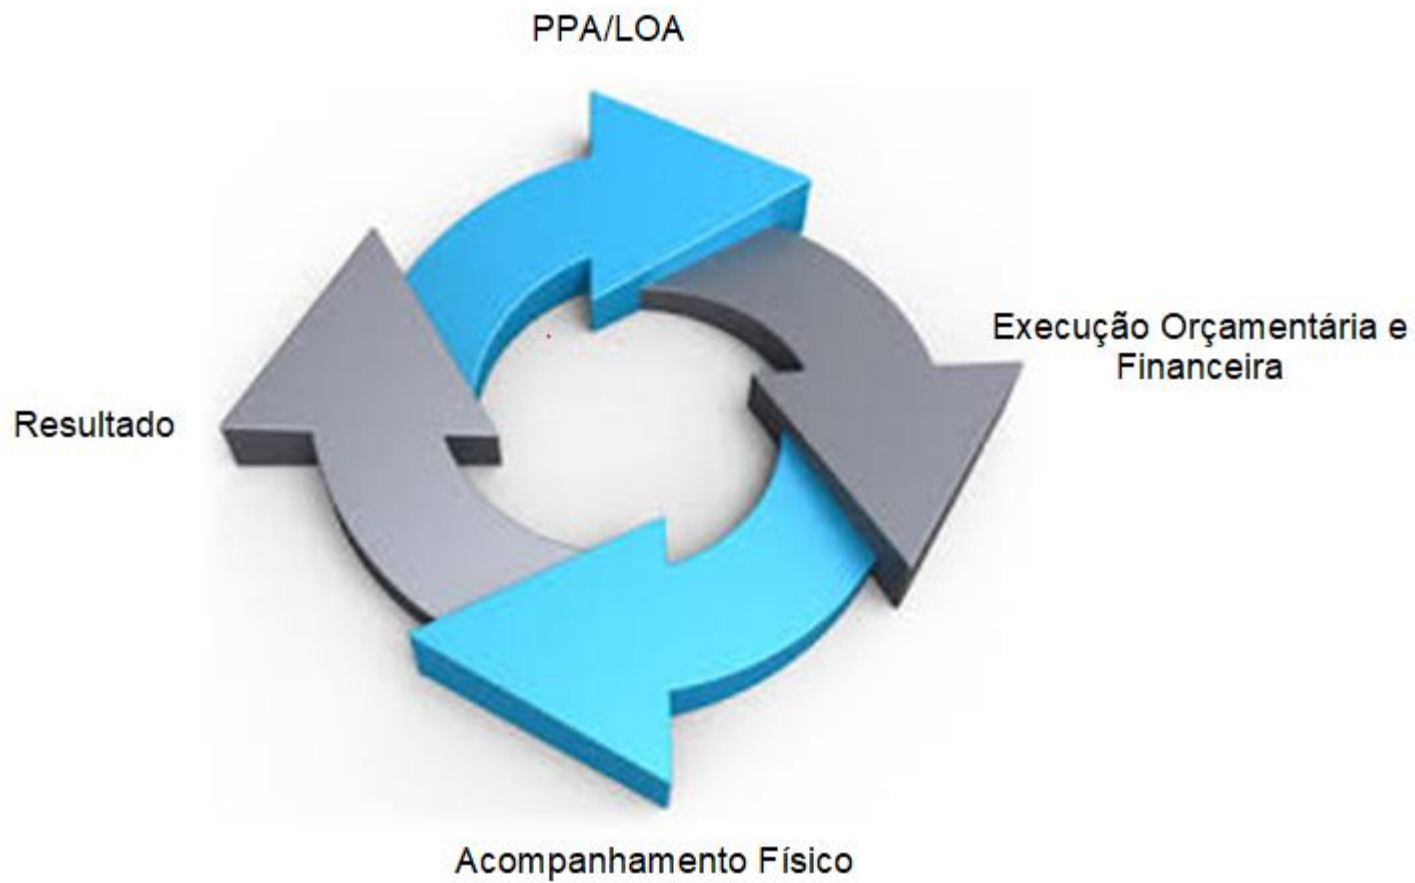 PPA/LOA
Execução Orçamentária e
Financeira
Resultado
Acompanhamento Físico